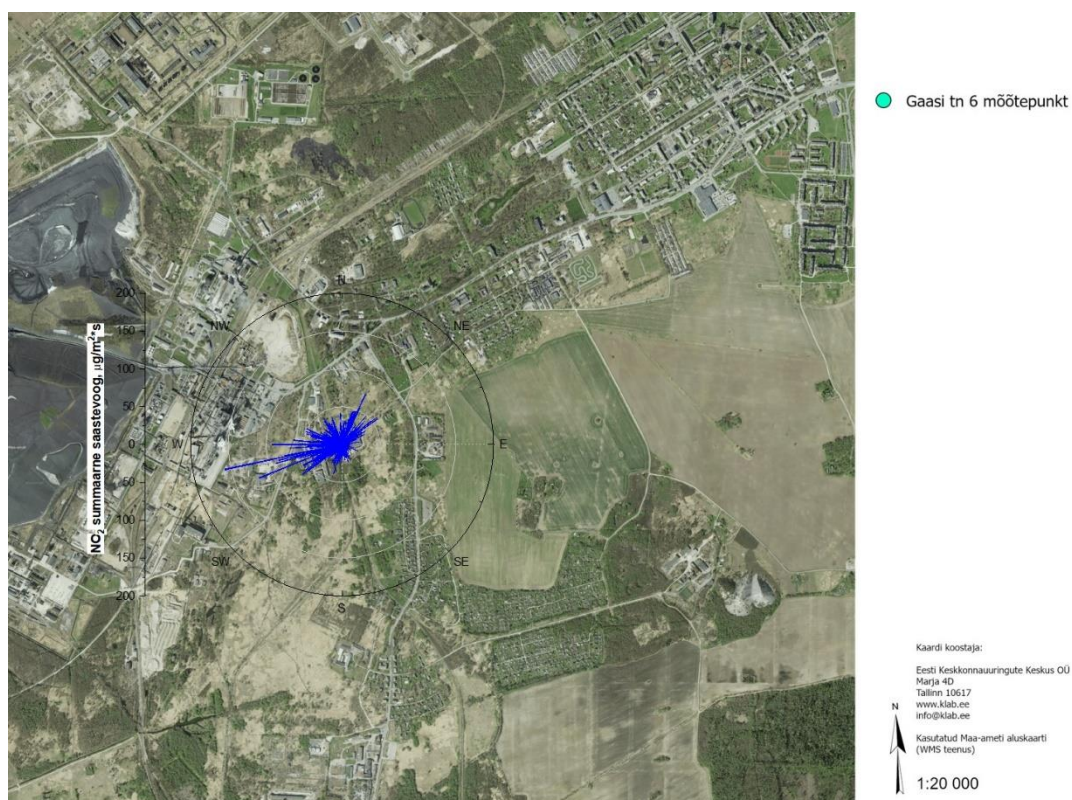 Gaasi tn 6 mõõtepunkt
N
NW
NE
W
E
SW
SE
S
200
150
100
50
0
50
100
150
200
NO₂ summaarne saastevoog, µg/m²*s
Kaardi koostaja:
Eesti Keskkonnauuringute Keskus OÜ
Marja 4D
Tallinn 10617
www.klab.ee
info@klab.ee
Kasutatud Maa-ameti aluskaarti
(WMS teenus)
N
1:20 000